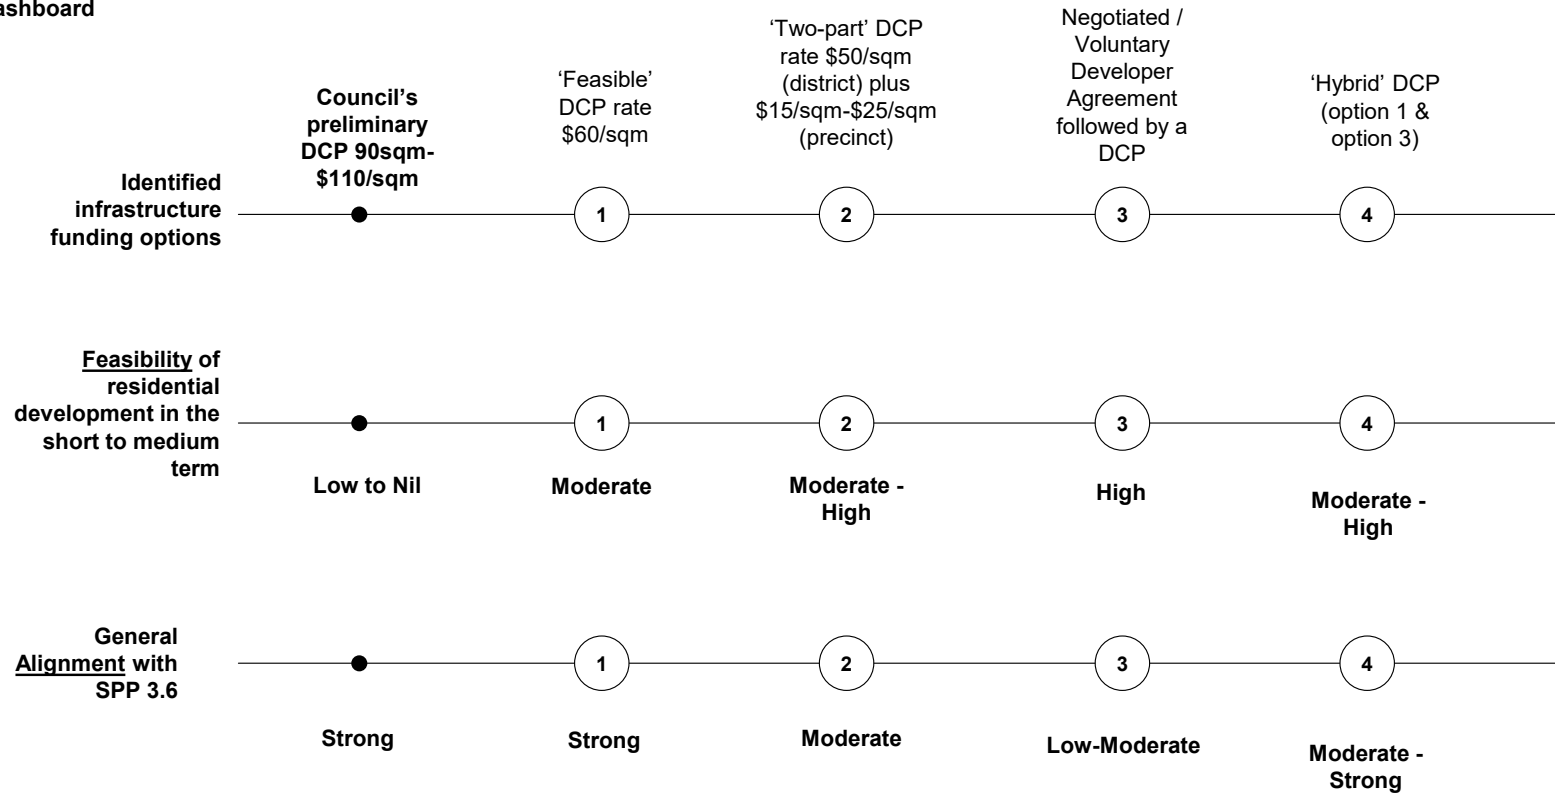 Council's
preliminary
DCP 90sqm-
$110/sqm
‘Feasible’
DCP rate
$60/sqm
‘Two-part’ DCP
rate $50/sqm
(district) plus
$15/sqm-$25/sqm
(precinct)
Negotiated /
Voluntary
Developer
Agreement
followed by a
DCP
‘Hybrid’ DCP
(option 1 &
option 3)
Identified
infrastructure
funding options
1
2
3
4
Feasibility of
residential
development in the
short to medium
term
1
2
3
4
Low to Nil
Moderate
Moderate -
High
High
Moderate -
High
General
Alignment with
SPP 3.6
1
2
3
4
Strong
Strong
Moderate
Low-Moderate
Moderate -
Strong